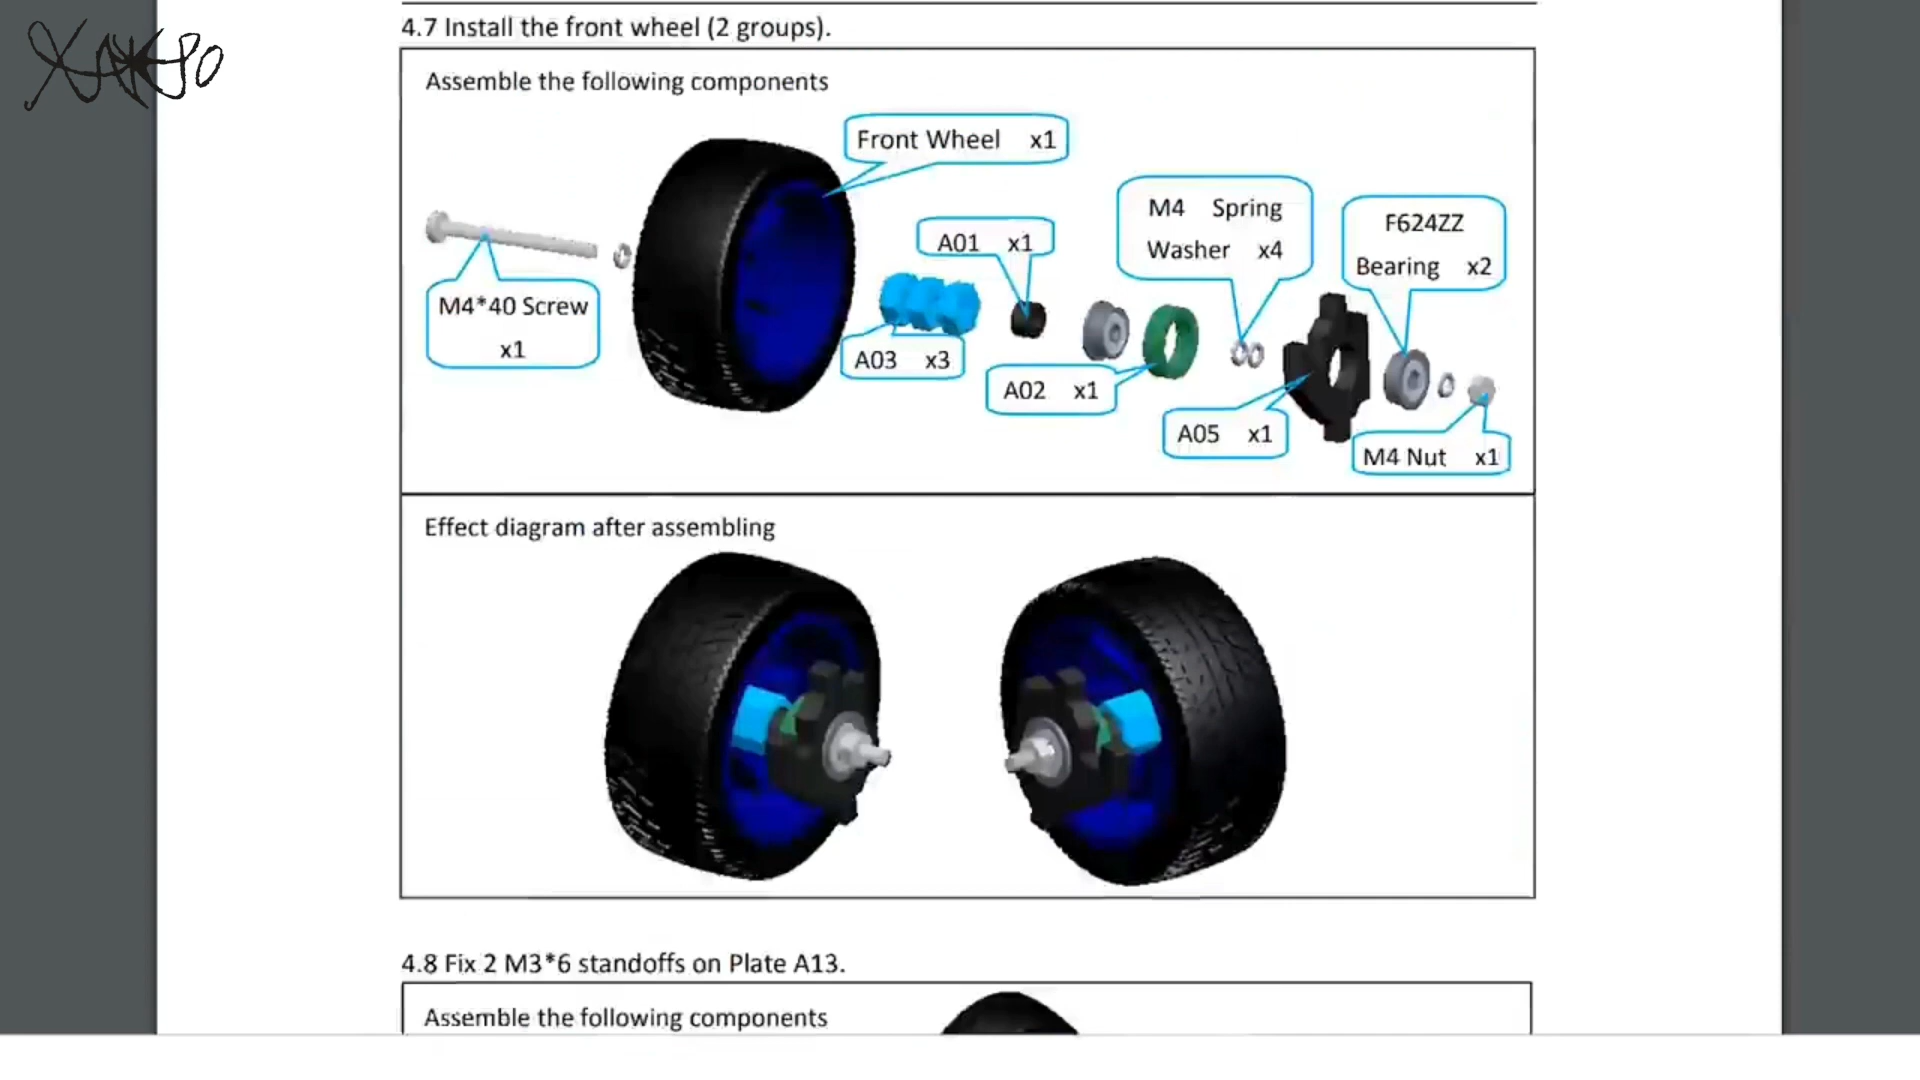 4.7 Install the front wheel (2 groups).
Assemble the following components
Front Wheel x1
M4 Spring
Washer x4
F624ZZ
Bearing x2
A01 x1
M4*40 Screw
x1
A03 x3
A02 x1
A05 x1
M4 Nut x1
Effect diagram after assembling
4.8 Fix 2 M3*6 standoffs on Plate A13.
Assemble the following components